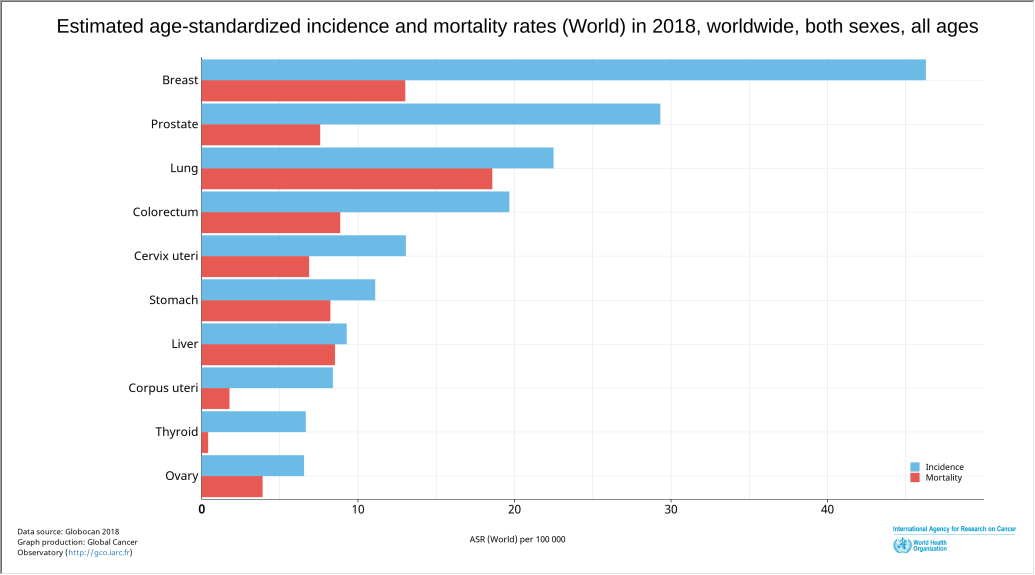 Estimated age-standardized incidence and mortality rates (World) in 2018, worldwide, both sexes, all ages
Breast
Prostate
Lung
Colorectum
Cervix uteri
Stomach
Liver
Corpus uteri
Thyroid
Ovary
Incidence
Mortality
0 10 20 30 40
ASR (World) per 100 000
Data source: Globocan 2018
Graph production: Global Cancer
Observatory (http://gco.iarc.fr)
International Agency for Research on Cancer
World Health
Organization